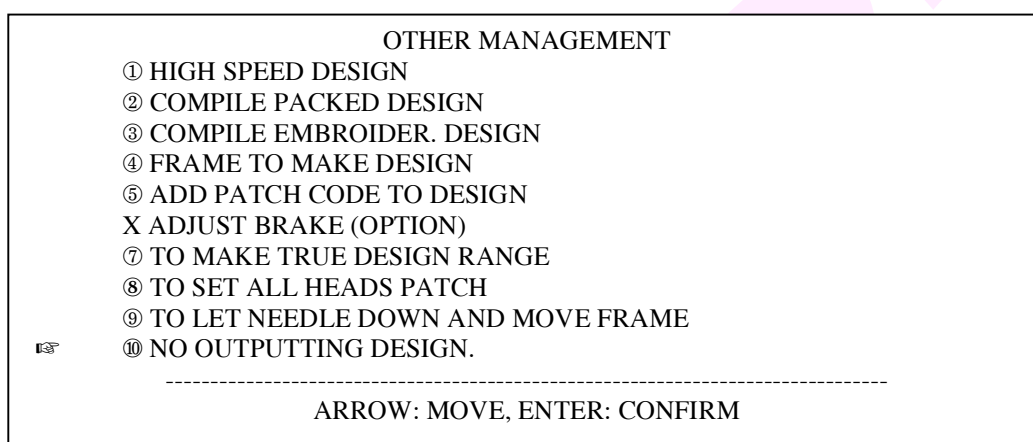 OTHER MANAGEMENT
① HIGH SPEED DESIGN
② COMPILE PACKED DESIGN
③ COMPILE EMBROIDER. DESIGN
④ FRAME TO MAKE DESIGN
⑤ ADD PATCH CODE TO DESIGN
X ADJUST BRAKE (OPTION)
⑦ TO MAKE TRUE DESIGN RANGE
⑧ TO SET ALL HEADS PATCH
⑨ TO LET NEEDLE DOWN AND MOVE FRAME
☞ ⑩ NO OUTPUTTING DESIGN.
--------------------------------------------------------------------------------
ARROW: MOVE, ENTER: CONFIRM